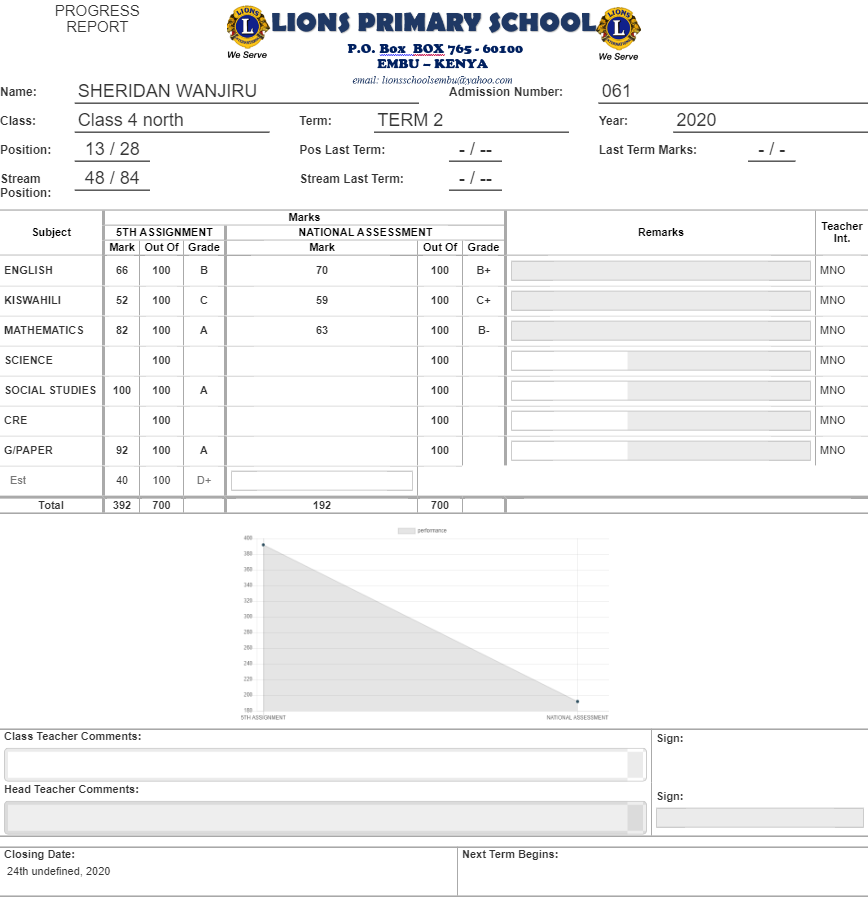 PROGRESS
REPORT
LIONS PRIMARY SCHOOL
We Serve
We Serve
P.O. Box BOX 765 - 60100
EMBU – KENYA
email: lionsschoolsembu@yahoo.com
Name: SHERIDAN WANJIRU Admission Number: 061
Class: Class 4 north Term: TERM 2 Year: 2020
Position: 13 / 28 Pos Last Term: - / -- Last Term Marks: - / -
Stream Position: 48 / 84 Stream Last Term: - / --
Subject Marks Remarks Teacher Int.
5TH ASSIGNMENT NATIONAL ASSESSMENT
Mark Out Of Grade Mark Out Of Grade
ENGLISH 66 100 B 70 100 B+ MNO
KISWAHILI 52 100 C 59 100 C+ MNO
MATHEMATICS 82 100 A 63 100 B- MNO
SCIENCE 100 100 MNO
SOCIAL STUDIES 100 100 A 100 MNO
CRE 100 100 MNO
G/PAPER 92 100 A 100 MNO
Est 40 100 D+
Total 392 700 192 700
performance
400
380
360
340
320
300
280
260
240
220
200
180
5TH ASSIGNMENT NATIONAL ASSESSMENT
Class Teacher Comments: Sign:
Head Teacher Comments: Sign:
Closing Date: Next Term Begins:
24th undefined, 2020